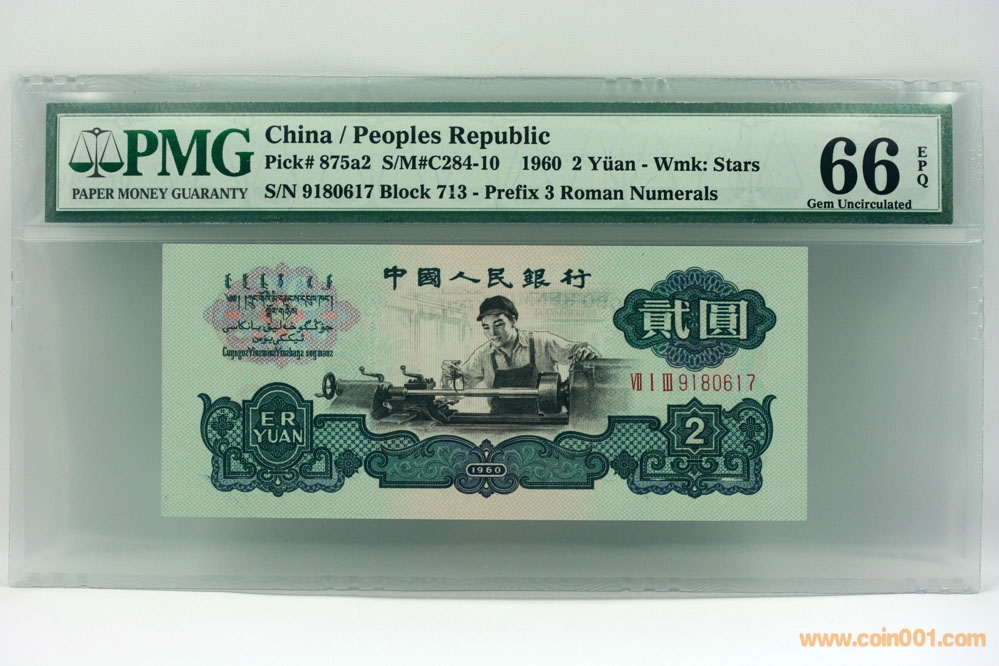 PMG
PAPER MONEY GUARANTY
China / Peoples Republic
Pick# 875a2 S/M#C284-10 1960 2 Yüan - Wmk: Stars
S/N 9180617 Block 713 - Prefix 3 Roman Numerals
66
EPQ
Gem Uncirculated
中國人民銀行
貳圓
VII I III 9180617
ER
YUAN
1960
2
www.coin001.com